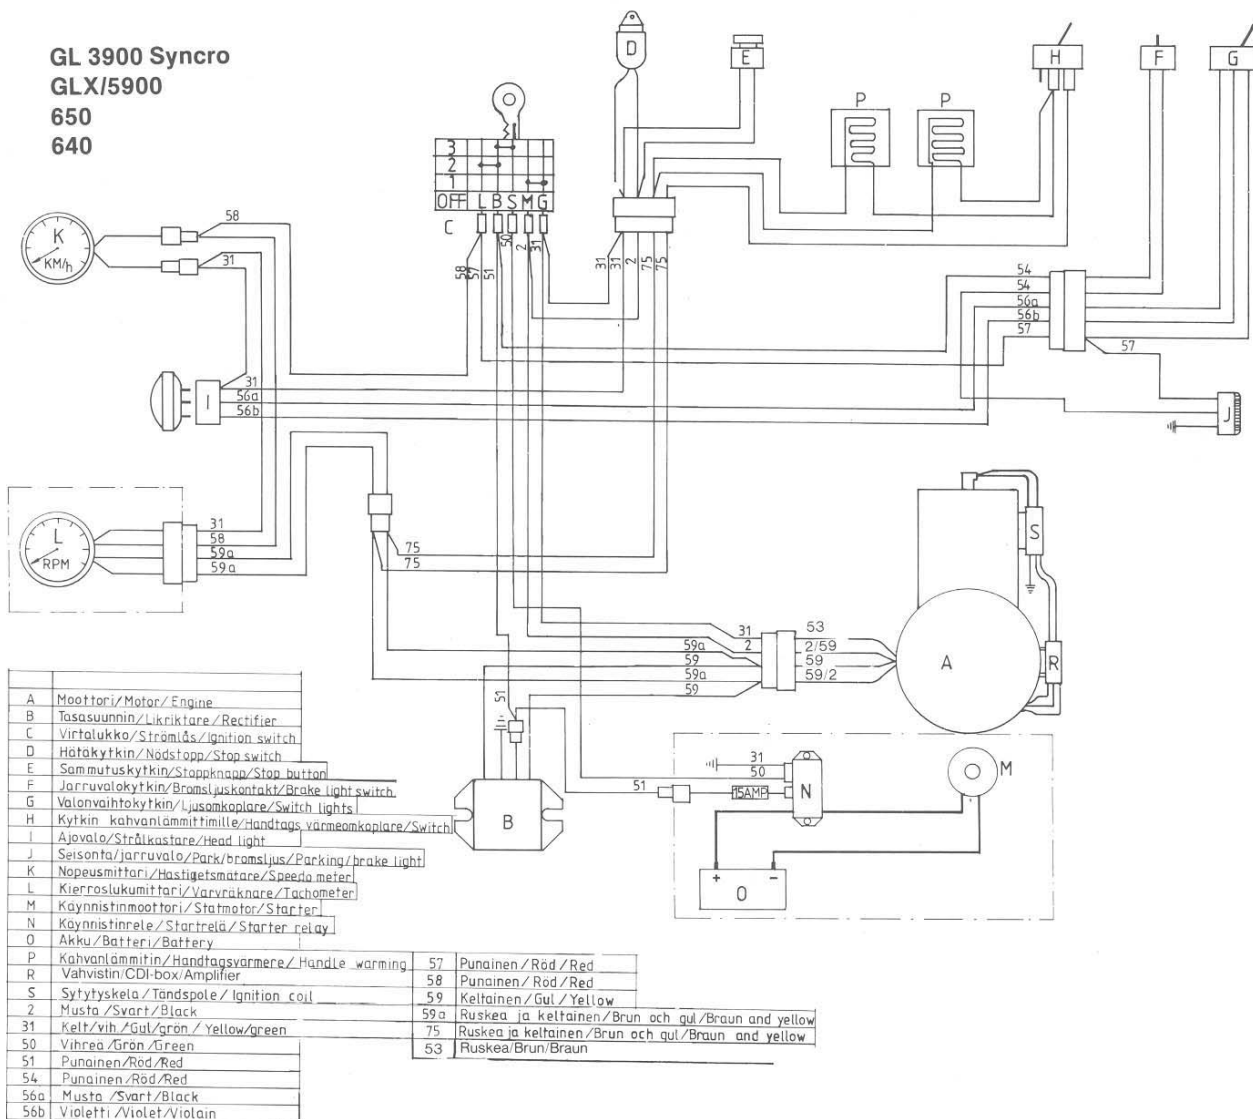 GL 3900 Syncro
GLX/5900
650
640
D
E
H
F
G
P
P
3
2
1
OFF L B S M G
C
50
2
31
58
57
51
31
31
2
75
75
K
KM/h
58
31
54
54
56a
56b
57
57
I
31
56a
56b
J
L
RPM
31
58
59a
59a
75
75
S
A
R
31
2
59a
59
59a
59
53
2/59
59
59/2
51
51
B
31
50
15AMP
N
M
+
-
O
A Moottori/Motor/Engine
B Tasasuunnin/Likriktare/Rectifier
C Virtalukko/Strömlås/Ignition switch
D Hätäkytkin/Nödstopp/Stop switch
E Sammutuskytkin/Stoppknapp/Stop button
F Jarruvalokytkin/Bromsljuskontakt/Brake light switch
G Valonvaihtokytkin/Ljusomkoplare/Switch lights
H Kytkin kahvanlämmittimille/Handtags värmeomkoplare/Switch
I Ajovalo/Strålkastare/Head light
J Seisonta/jarruvalo/Park/bromsljus/Parking/brake light
K Nopeusmittari/Hastigetsmätare/Speedo meter
L Kierroslukumittari/Varvräknare/Tachometer
M Käynnistinmoottori/Statmotor/Starter
N Käynnistinrele/Startrelä/Starter relay
O Akku/Batteri/Battery
P Kahvanlämmitin/Handtagsvärmere/Handle warming
R Vahvistin/CDI-box/Amplifier
S Sytytyskela/Tändspole/Ignition coil
2 Musta/Svart/Black
31 Kelt/vih./Gul/grön/Yellow/green
50 Vihreä/Grön/Green
51 Punainen/Röd/Red
54 Punainen/Röd/Red
56a Musta/Svart/Black
56b Violetti/Violet/Violain
57 Punainen/Röd/Red
58 Punainen/Röd/Red
59 Keltainen/Gul/Yellow
59a Ruskea ja keltainen/Brun och gul/Braun and yellow
75 Ruskea ja keltainen/Brun och gul/Braun and yellow
53 Ruskea/Brun/Braun